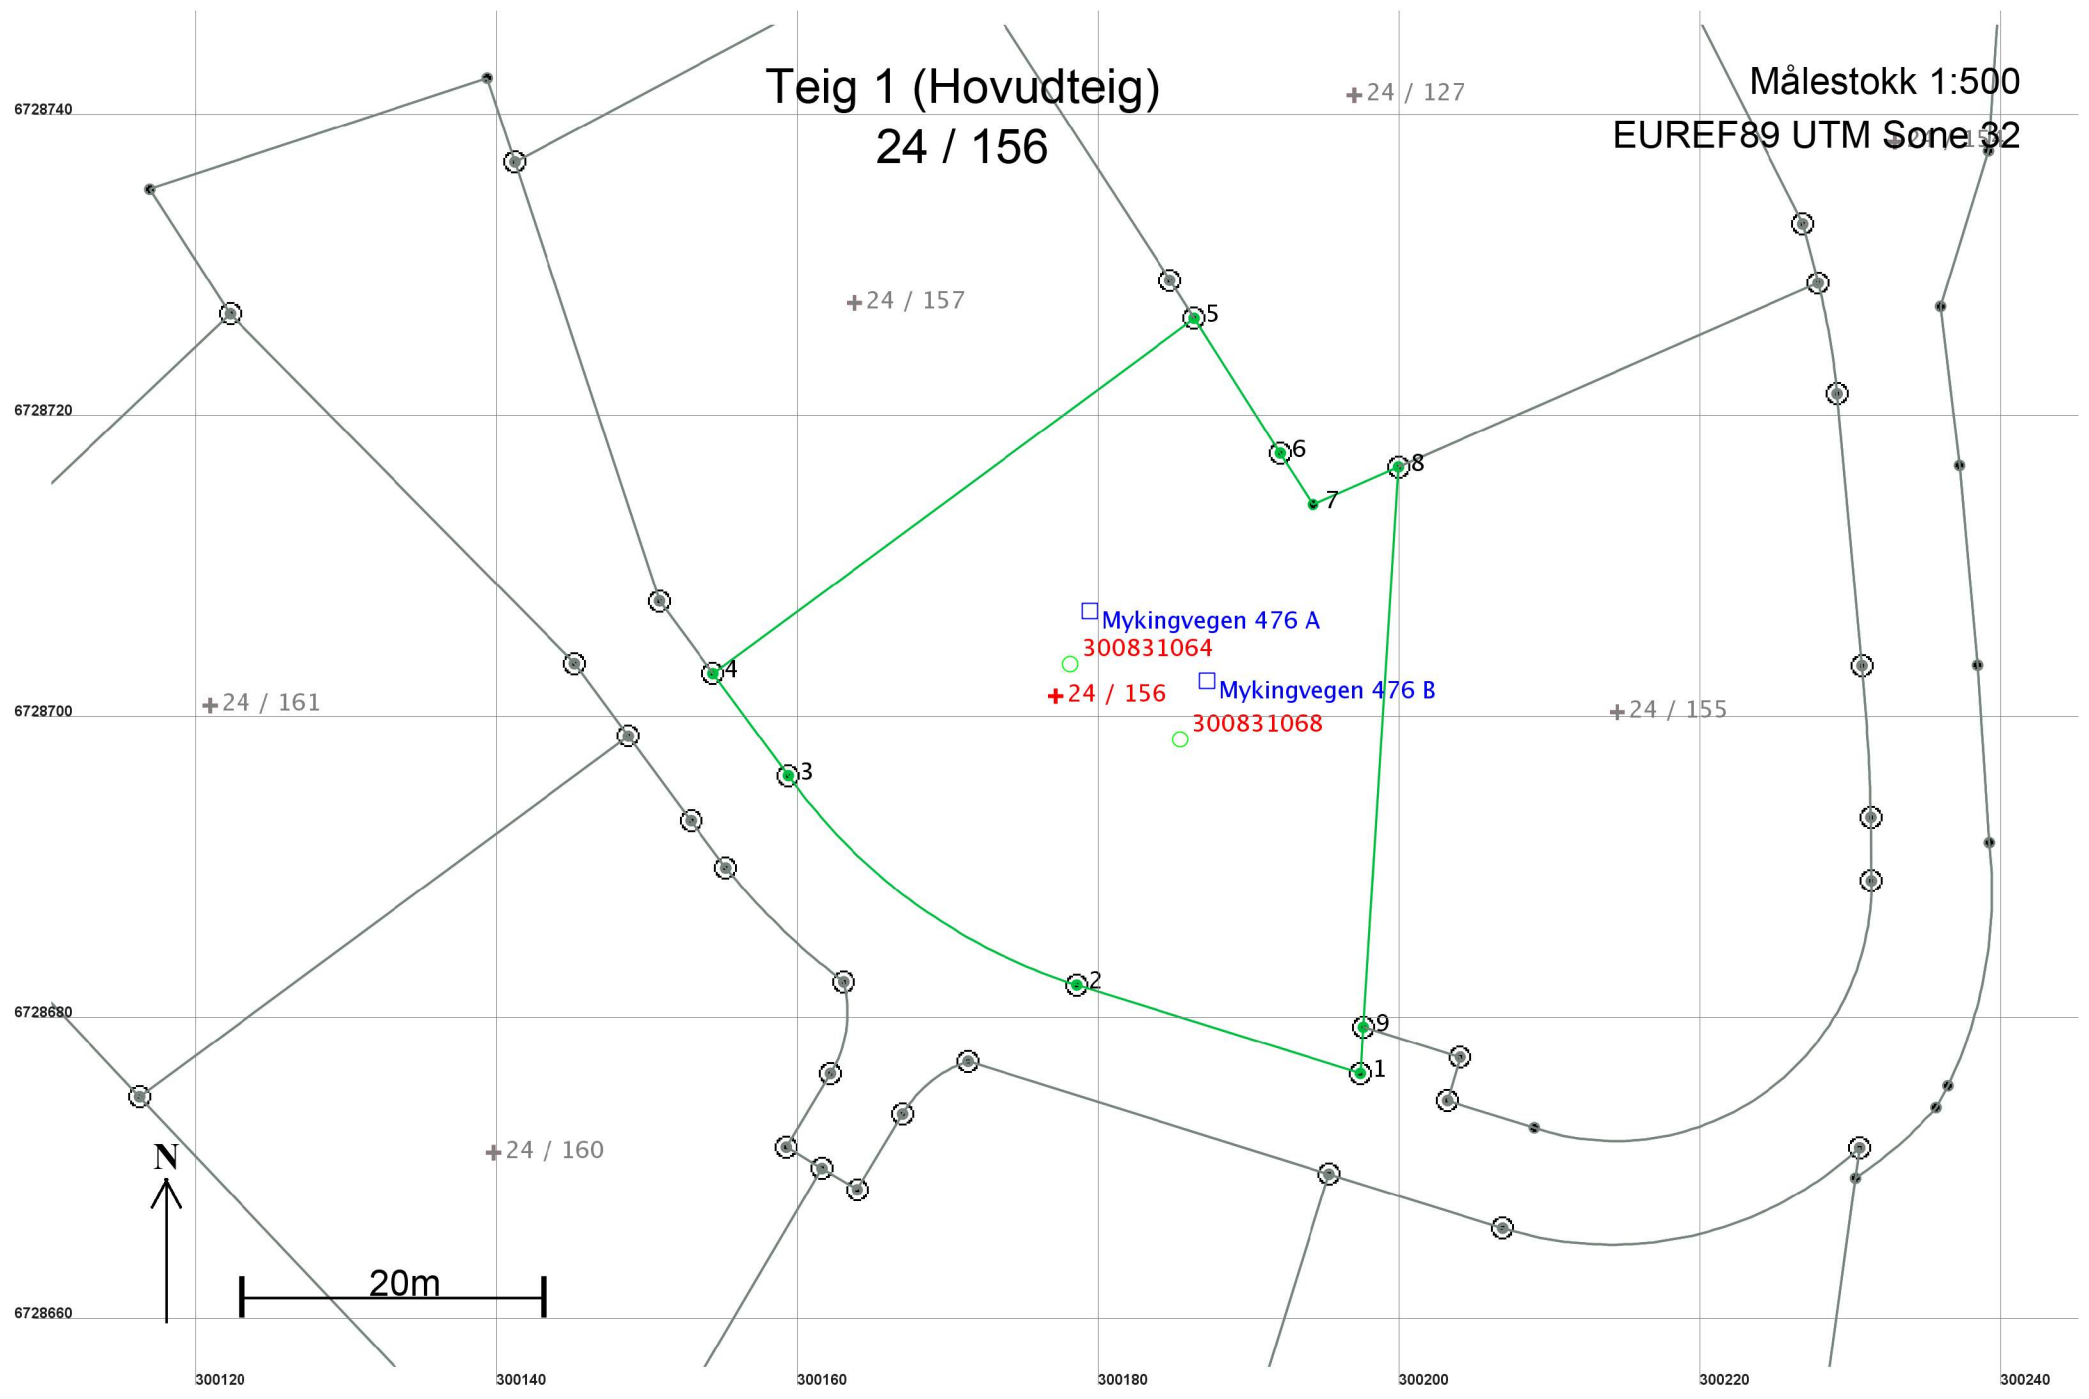 Teig 1 (Hovudteig)
24 / 156
Målestokk 1:500
EUREF89 UTM Sone 32
24 / 127
6728740
24 / 157
5
6728720
6
8
7
Mykingvegen 476 A
300831064
4
24 / 156
Mykingvegen 476 B
24 / 161
6728700
300831068
24 / 155
3
2
6728680
9
1
24 / 160
N
20m
6728660
300120
300140
300160
300180
300200
300220
300240